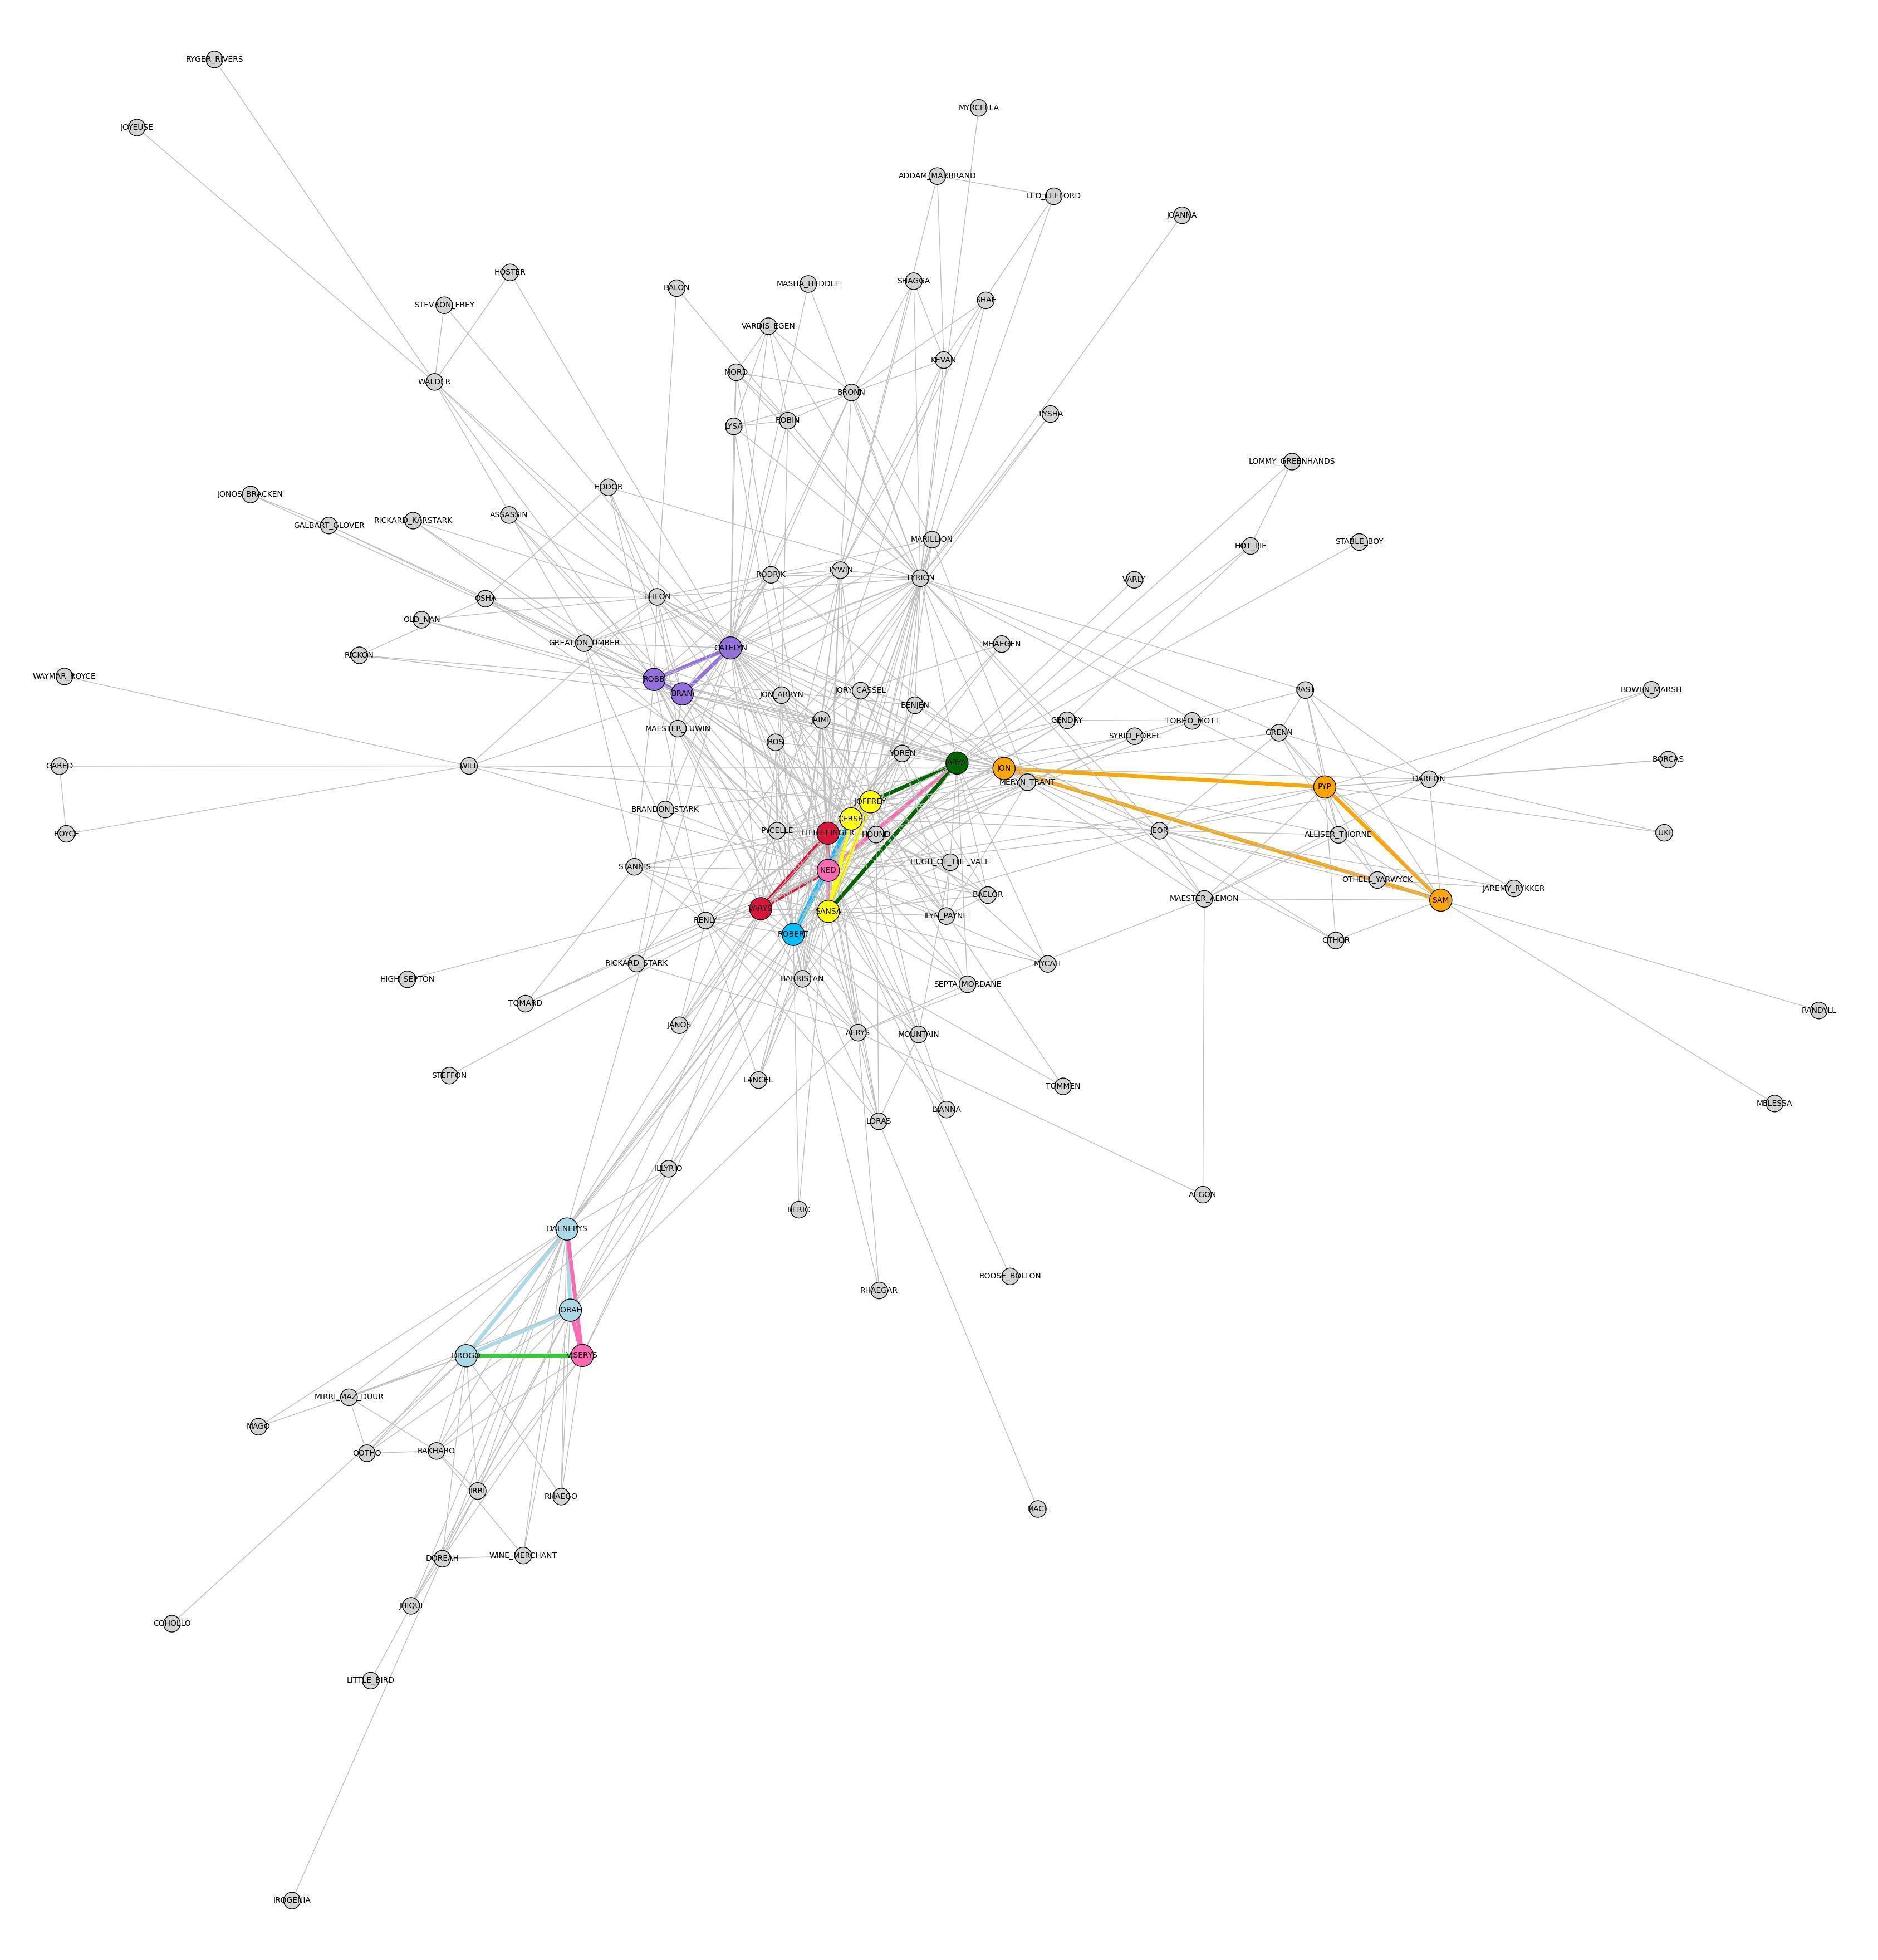 RYGER_RIVERS
MYRCELLA
JOYEUSE
ADDAM_MARBRAND
LEO_LEFFORD
JOANNA
HOSTER
SHAGGA
MASHA_HEDDLE
BALON
SHAE
STEVRON_FREY
VARDIS_EGEN
KEVAN
MORD
WALDER
BRONN
TYSHA
ROBIN
LYSA
LOMMY_GREENHANDS
HODOR
JONOS_BRACKEN
ASSASSIN
RICKARD_KARSTARK
GALBART_GLOVER
MARILLION
STABLE_BOY
HOT_PIE
TYWIN
RODRIK
TYRION
VARLY
THEON
OSHA
OLD_NAN
GREATJON_UMBER
MHAEGEN
CATELYN
RICKON
WAYMAR_ROYCE
ROBB
BRAN
JON_ARRYN
JORY_CASSEL
RAST
BOWEN_MARSH
BENJEN
JAIME
GENDRY
TOBHO_MOTT
MAESTER_LUWIN
GRENN
SYRIO_FOREL
ROS
YOREN
BORCAS
ARYA
GARED
WILL
JON
MERYN_TRANT
DAREON
PYP
JOFFREY
BRANDON_STARK
CERSEI
PYCELLE
LITTLEFINGER
HOUND
JEOR
ALLISER_THORNE
LUKE
ROYCE
HUGH_OF_THE_VALE
STANNIS
NED
OTHELL_YARWYCK
JAREMY_RYKKER
BAELOR
MAESTER_AEMON
SAM
VARYS
SANSA
ILYN_PAYNE
RENLY
ROBERT
OTHOR
RICKARD_STARK
MYCAH
HIGH_SEPTON
BARRISTAN
SEPTA_MORDANE
TOMARD
RANDYLL
JANOS
AERYS
MOUNTAIN
STEFFON
LANCEL
TOMMEN
MELESSA
LYANNA
LORAS
ILLYRIO
AEGON
BERIC
DAENERYS
ROOSE_BOLTON
RHAEGAR
JORAH
DROGO
VISERYS
MIRRI_MAZ_DUUR
MAGO
QOTHO
RAKHARO
IRRI
RHAEGO
MACE
DOREAH
WINE_MERCHANT
JHIQUI
COHOLLO
LITTLE_BIRD
IROGENIA